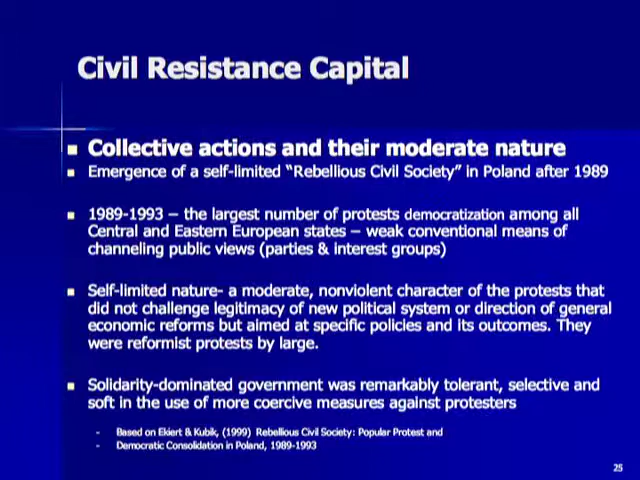 Civil Resistance Capital
Collective actions and their moderate nature
Emergence of a self-limited “Rebellious Civil Society” in Poland after 1989
1989-1993 – the largest number of protests democratization among all
Central and Eastern European states – weak conventional means of
channeling public views (parties & interest groups)
Self-limited nature- a moderate, nonviolent character of the protests that
did not challenge legitimacy of new political system or direction of general
economic reforms but aimed at specific policies and its outcomes. They
were reformist protests by large.
Solidarity-dominated government was remarkably tolerant, selective and
soft in the use of more coercive measures against protesters
- Based on Ekiert & Kubik, (1999) Rebellious Civil Society: Popular Protest and
- Democratic Consolidation in Poland, 1989-1993
25